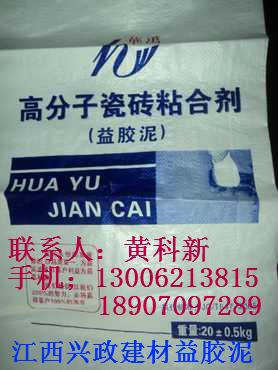 高分子瓷砖粘合剂
(益胶泥)
HUA YU
JIAN CAI
联系人：黄科新
手机：13006213815
18907097289
重量:20±0.5kg
江西兴政建材益胶泥